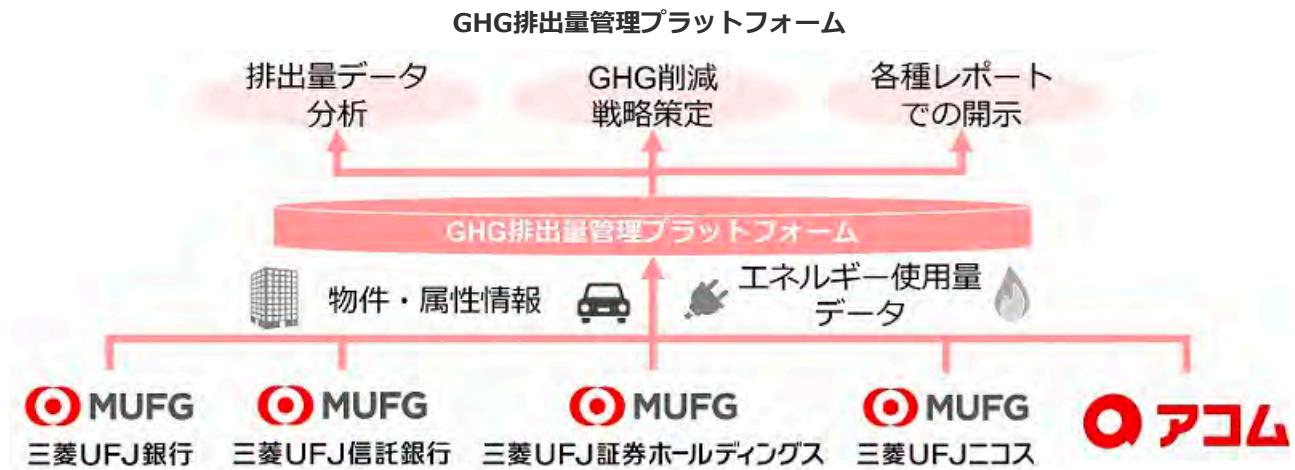 GHG排出量管理プラットフォーム
排出量データ
分析
GHG削減
戦略策定
各種レポート
での開示
GHG排出量管理プラットフォーム
物件・属性情報
エネルギー使用量
データ
MUFG
三菱UFJ銀行
MUFG
三菱UFJ信託銀行
MUFG
三菱UFJ証券ホールディングス
MUFG
三菱UFJニコス
アコム